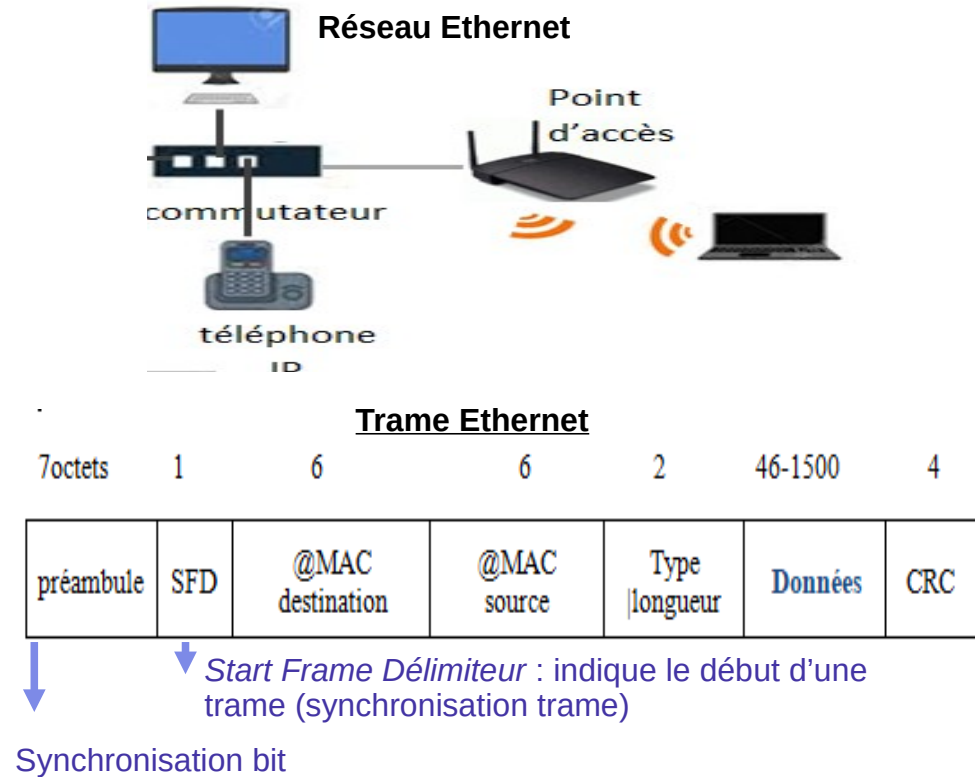 Réseau Ethernet
Point
d'accès
commutateur
téléphone
IP
Trame Ethernet
7octets 1 6 6 2 46-1500 4
préambule SFD @MAC destination @MAC source Type |longueur Données CRC
Start Frame Délimiteur : indique le début d'une
trame (synchronisation trame)
Synchronisation bit